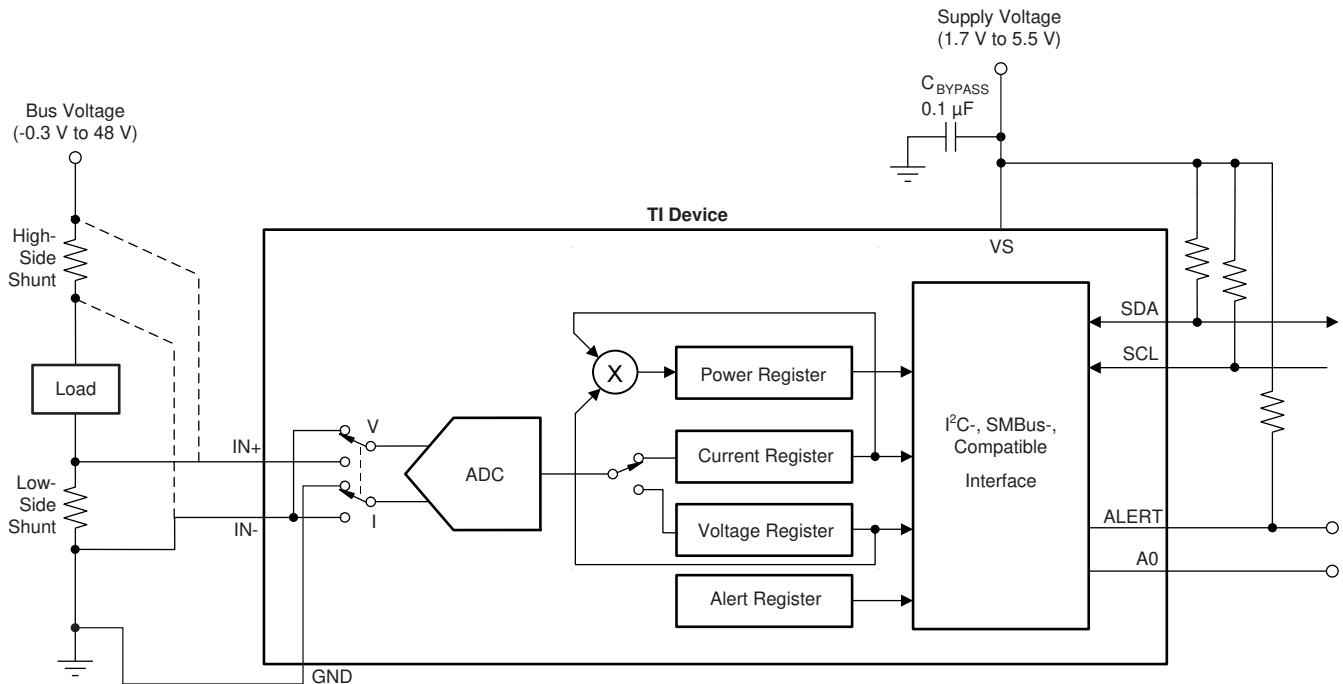 Supply Voltage
(1.7 V to 5.5 V)
C_BYPASS
0.1 µF
Bus Voltage
(-0.3 V to 48 V)
TI Device
VS
High-
Side
Shunt
SDA
SCL
Power Register
Load
I²C-, SMBus-,
Compatible
Interface
V
IN+
ADC
Current Register
Low-
Side
Shunt
I
IN-
Voltage Register
ALERT
A0
Alert Register
GND
X